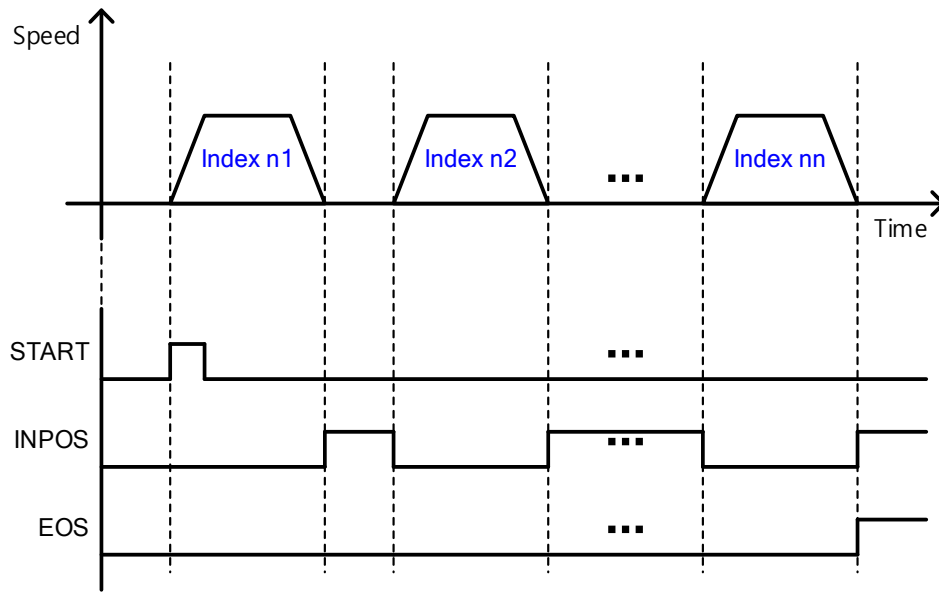 Speed
Index n1
Index n2
...
Index nn
Time
START
...
INPOS
...
EOS
...